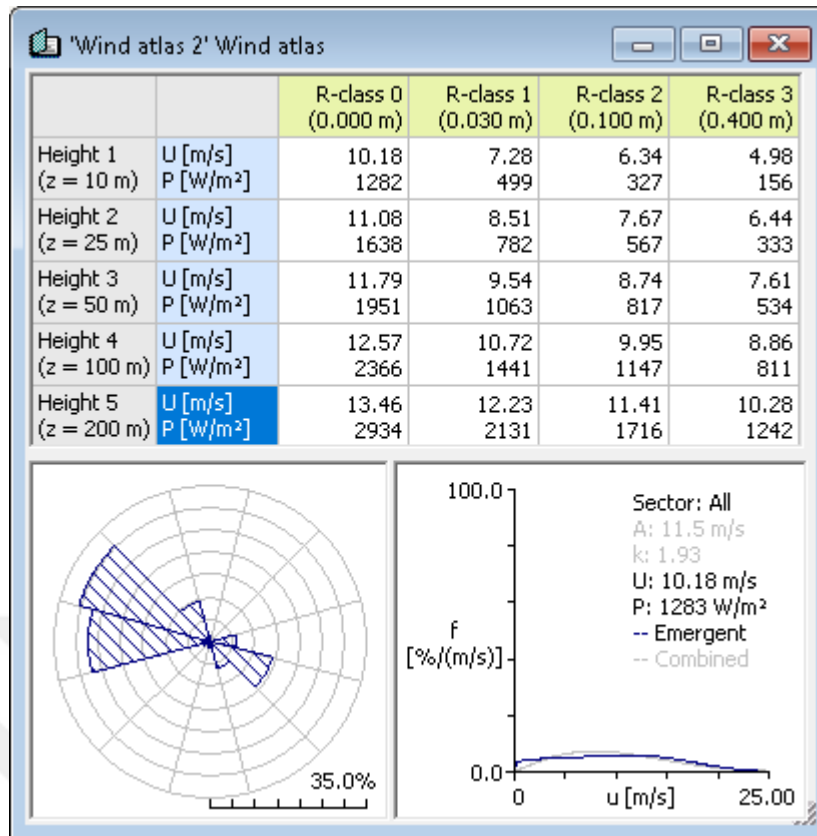 'Wind atlas 2' Wind atlas
R-class 0 R-class 1 R-class 2 R-class 3
(0.000 m) (0.030 m) (0.100 m) (0.400 m)
Height 1 U [m/s] 10.18 7.28 6.34 4.98
(z = 10 m) P [W/m²] 1282 499 327 156
Height 2 U [m/s] 11.08 8.51 7.67 6.44
(z = 25 m) P [W/m²] 1638 782 567 333
Height 3 U [m/s] 11.79 9.54 8.74 7.61
(z = 50 m) P [W/m²] 1951 1063 817 534
Height 4 U [m/s] 12.57 10.72 9.95 8.86
(z = 100 m) P [W/m²] 2366 1441 1147 811
Height 5 U [m/s] 13.46 12.23 11.41 10.28
(z = 200 m) P [W/m²] 2934 2131 1716 1242
35.0%
100.0
Sector: All
A: 11.5 m/s
k: 1.93
U: 10.18 m/s
P: 1283 W/m²
-- Emergent
-- Combined
f
[%/(m/s)]
0.0
0 u [m/s] 25.00